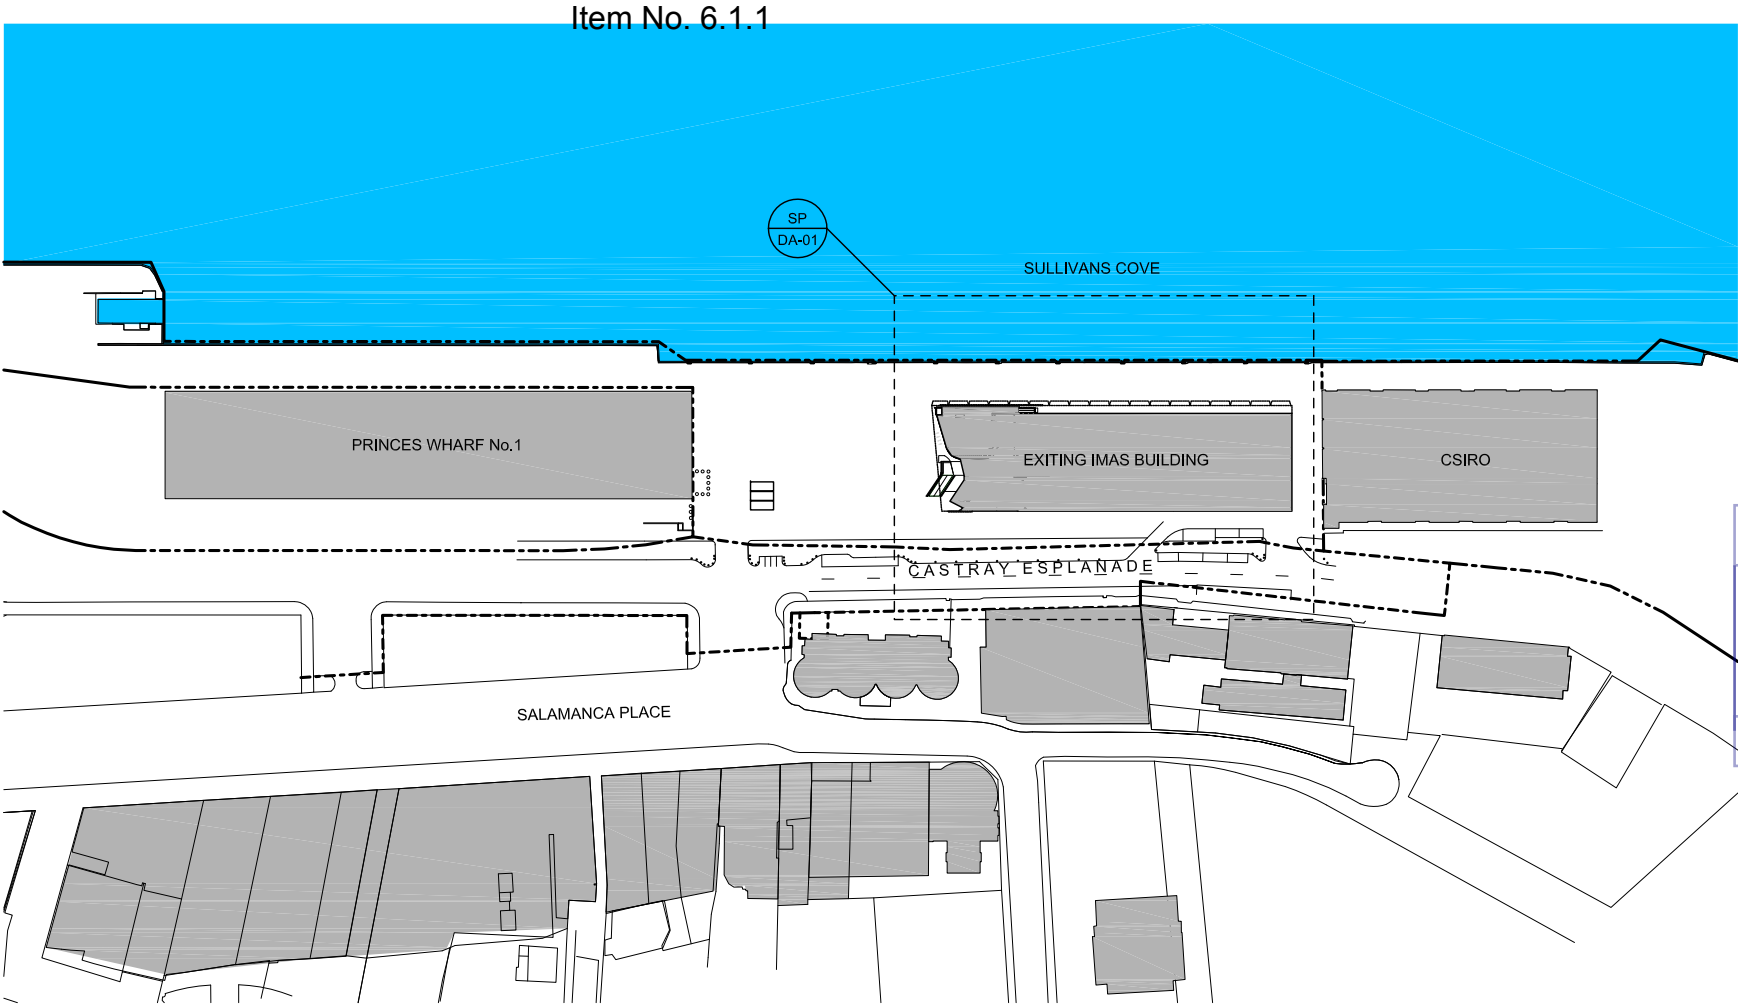 Item No. 6.1.1
SP
DA-01
SULLIVANS COVE
PRINCES WHARF No.1
EXITING IMAS BUILDING
CSIRO
CASTRAY ESPLANADE
SALAMANCA PLACE